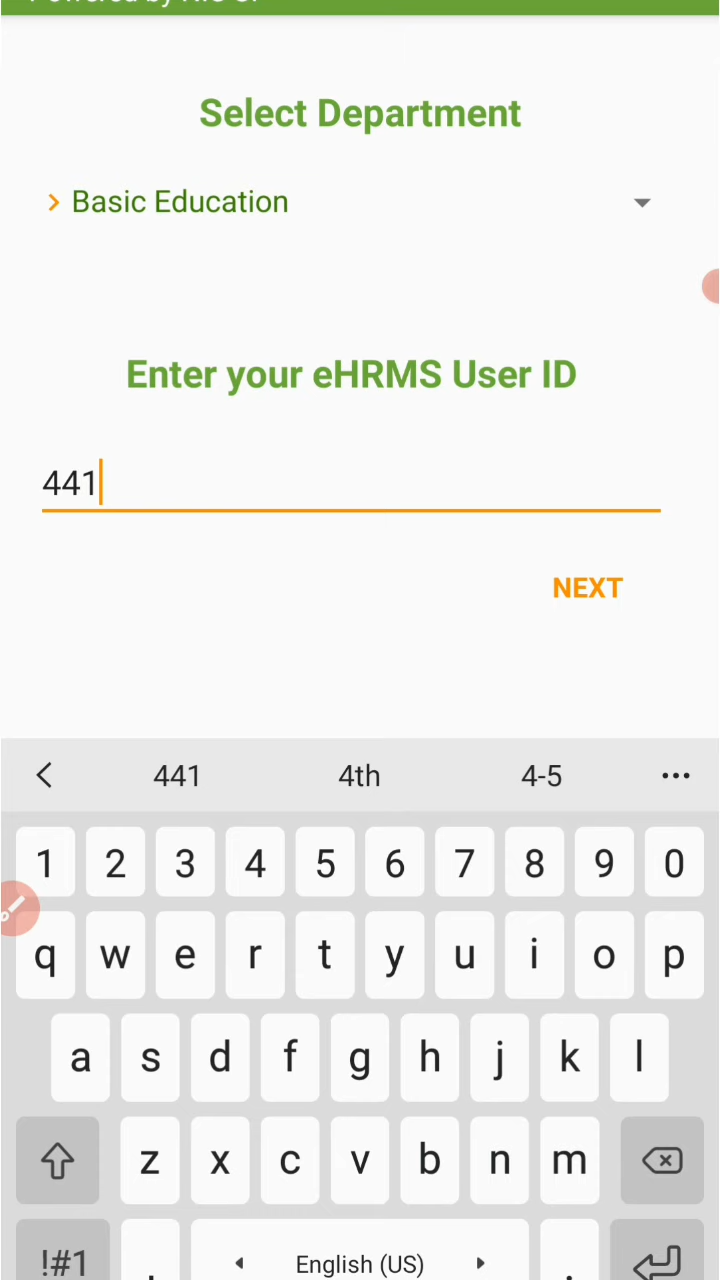 Select Department
Basic Education
Enter your eHRMS User ID
441
NEXT
441 4th 4-5
1 2 3 4 5 6 7 8 9 0
q w e r t y u i o p
a s d f g h j k l
z x c v b n m
!#1 , English (US) .